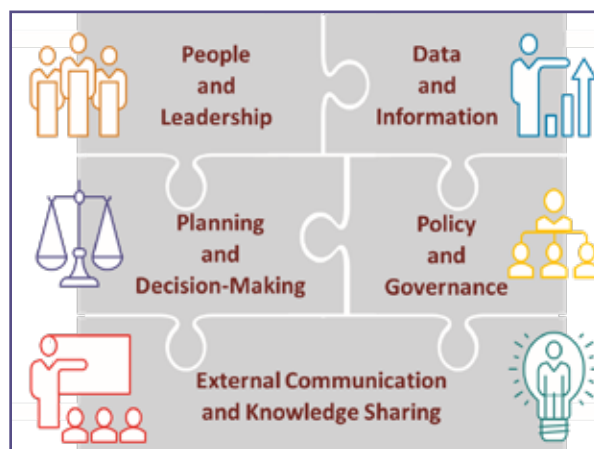 People
and
Leadership
Data
and
Information
Planning
and
Decision-Making
Policy
and
Governance
External Communication
and Knowledge Sharing